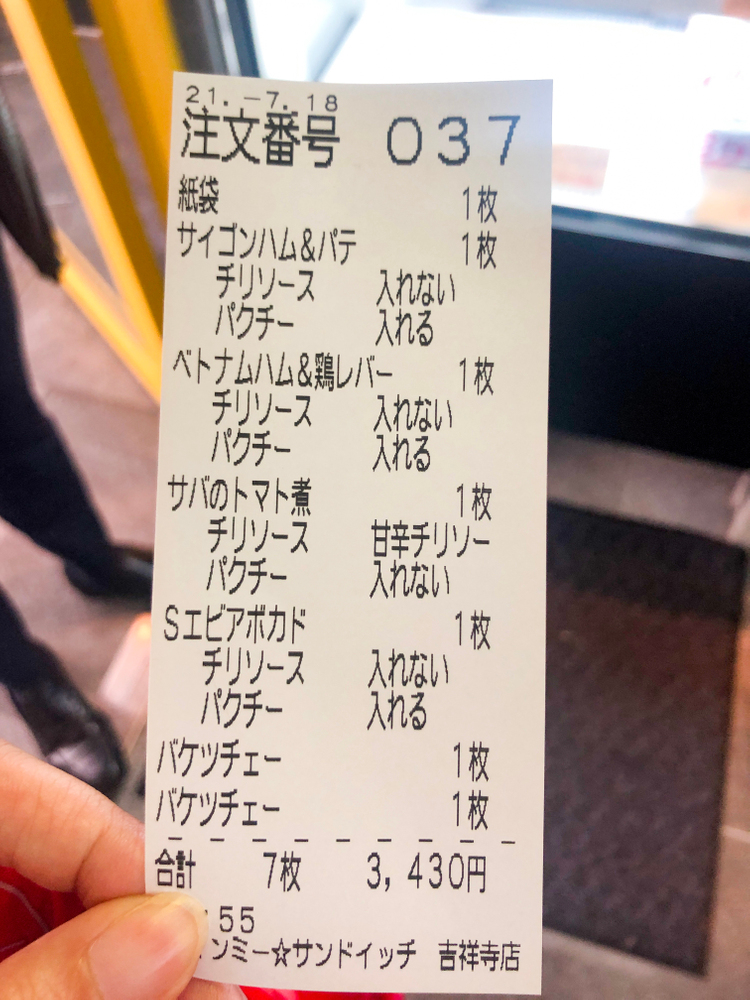 21.-7.18
注文番号 037
紙袋 1枚
サイゴンハム&パテ 1枚
チリソース 入れない
パクチー 入れる
ベトナムハム&鶏レバー 1枚
チリソース 入れない
パクチー 入れる
サバのトマト煮 1枚
チリソース 甘辛チリソー
パクチー 入れない
Sエビアボカド 1枚
チリソース 入れない
パクチー 入れる
バケツチェー 1枚
バケツチェー 1枚
合計 7枚 3,430円
:55
ンミー☆サンドイッチ 吉祥寺店